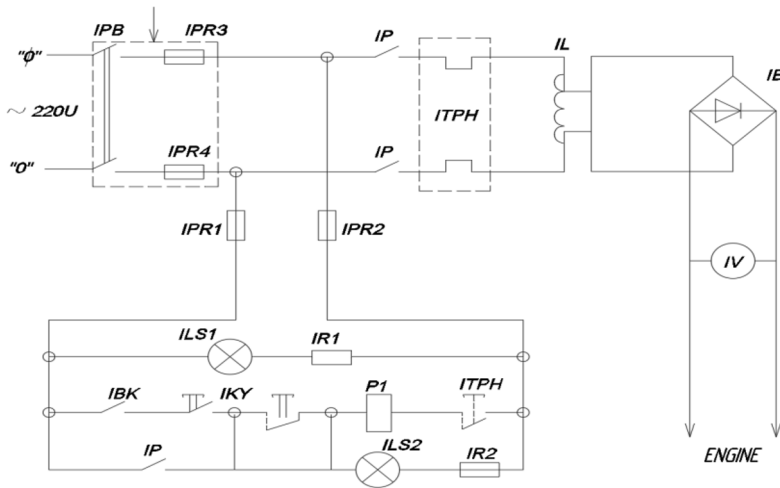 IPB
IPR3
"ϕ"
IP
IL
IB
~ 220U
ITPH
"0"
IPR4
IP
IPR1
IPR2
IV
ILS1
IR1
IBK
IKY
P1
ITPH
IP
ILS2
IR2
ENGINE